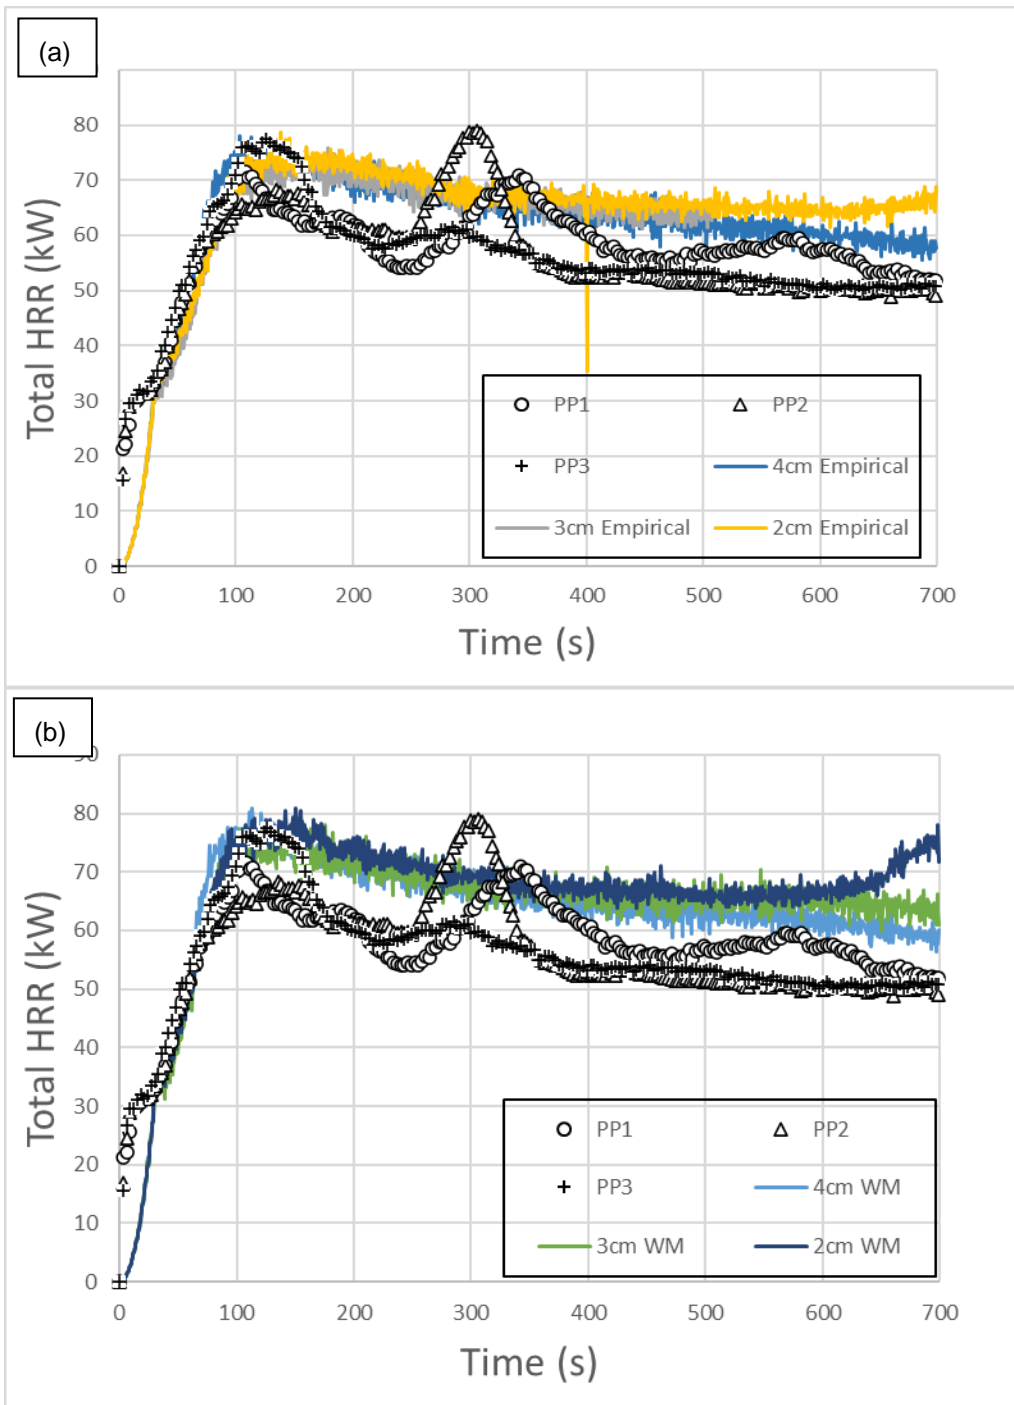 (a)
80
70
60
50
40
30
20
10
0
Total HRR (kW)
PP1 PP2
PP3 4cm Empirical
3cm Empirical 2cm Empirical
0 100 200 300 400 500 600 700
Time (s)
(b)
80
70
60
50
40
30
20
10
0
Total HRR (kW)
PP1 PP2
PP3 4cm WM
3cm WM 2cm WM
0 100 200 300 400 500 600 700
Time (s)